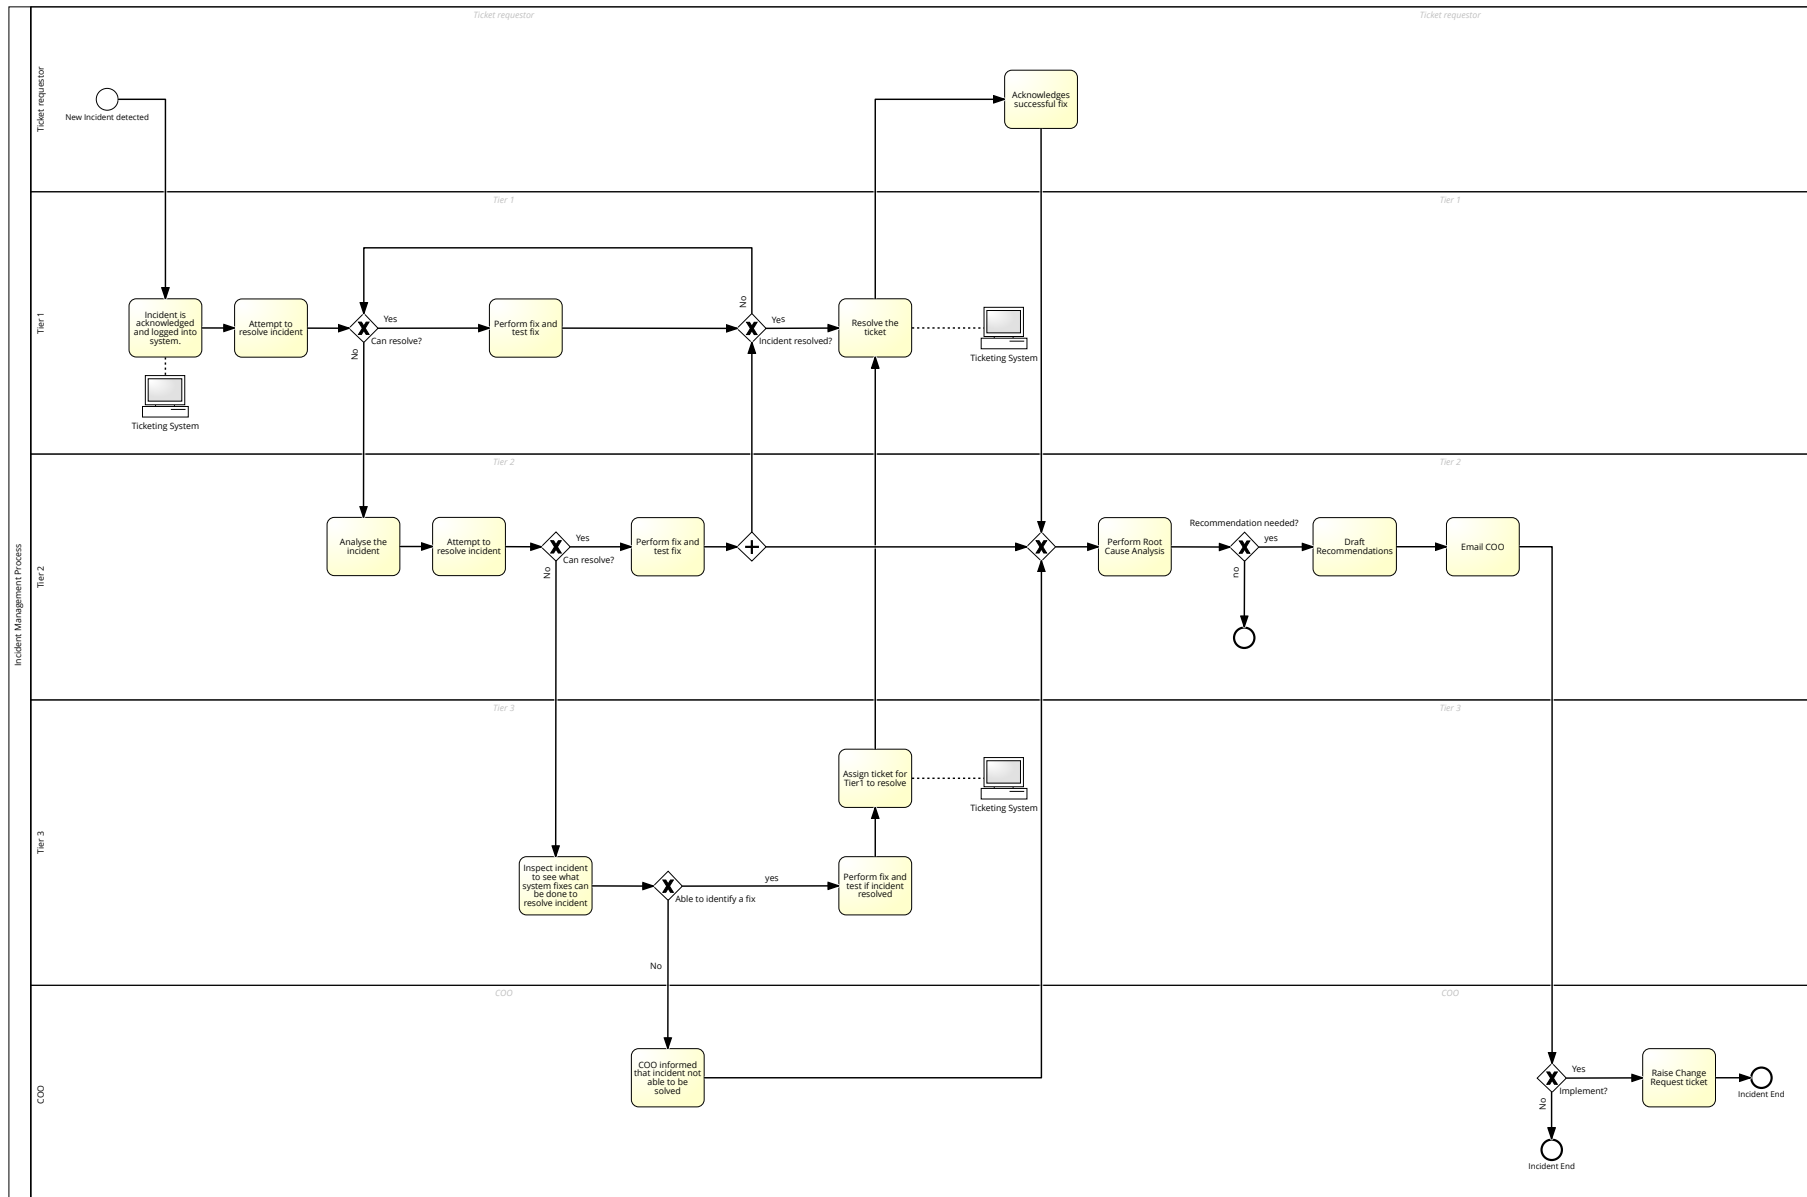 Incident Management Process
Ticket requestor
Ticket requestor
Ticket requestor
New Incident detected
Acknowledges
successful fix
Tier 1
Tier 1
Tier 1
Incident is
acknowledged
and logged into
system.
Ticketing System
Attempt to
resolve incident
Yes
Can resolve?
No
Perform fix and
test fix
No
Yes
Incident resolved?
Resolve the
ticket
Ticketing System
Tier 2
Tier 2
Tier 2
Analyse the
incident
Attempt to
resolve incident
Yes
Can resolve?
No
Perform fix and
test fix
Perform Root
Cause Analysis
Recommendation needed?
yes
no
Draft
Recommendations
Email COO
Tier 3
Tier 3
Tier 3
Assign ticket for
Tier1 to resolve
Ticketing System
Inspect incident
to see what
system fixes can
be done to
resolve incident
yes
Able to identify a fix
No
Perform fix and
test if incident
resolved
COO
COO
COO
COO informed
that incident not
able to be
solved
Yes
Implement?
No
Raise Change
Request ticket
Incident End
Incident End